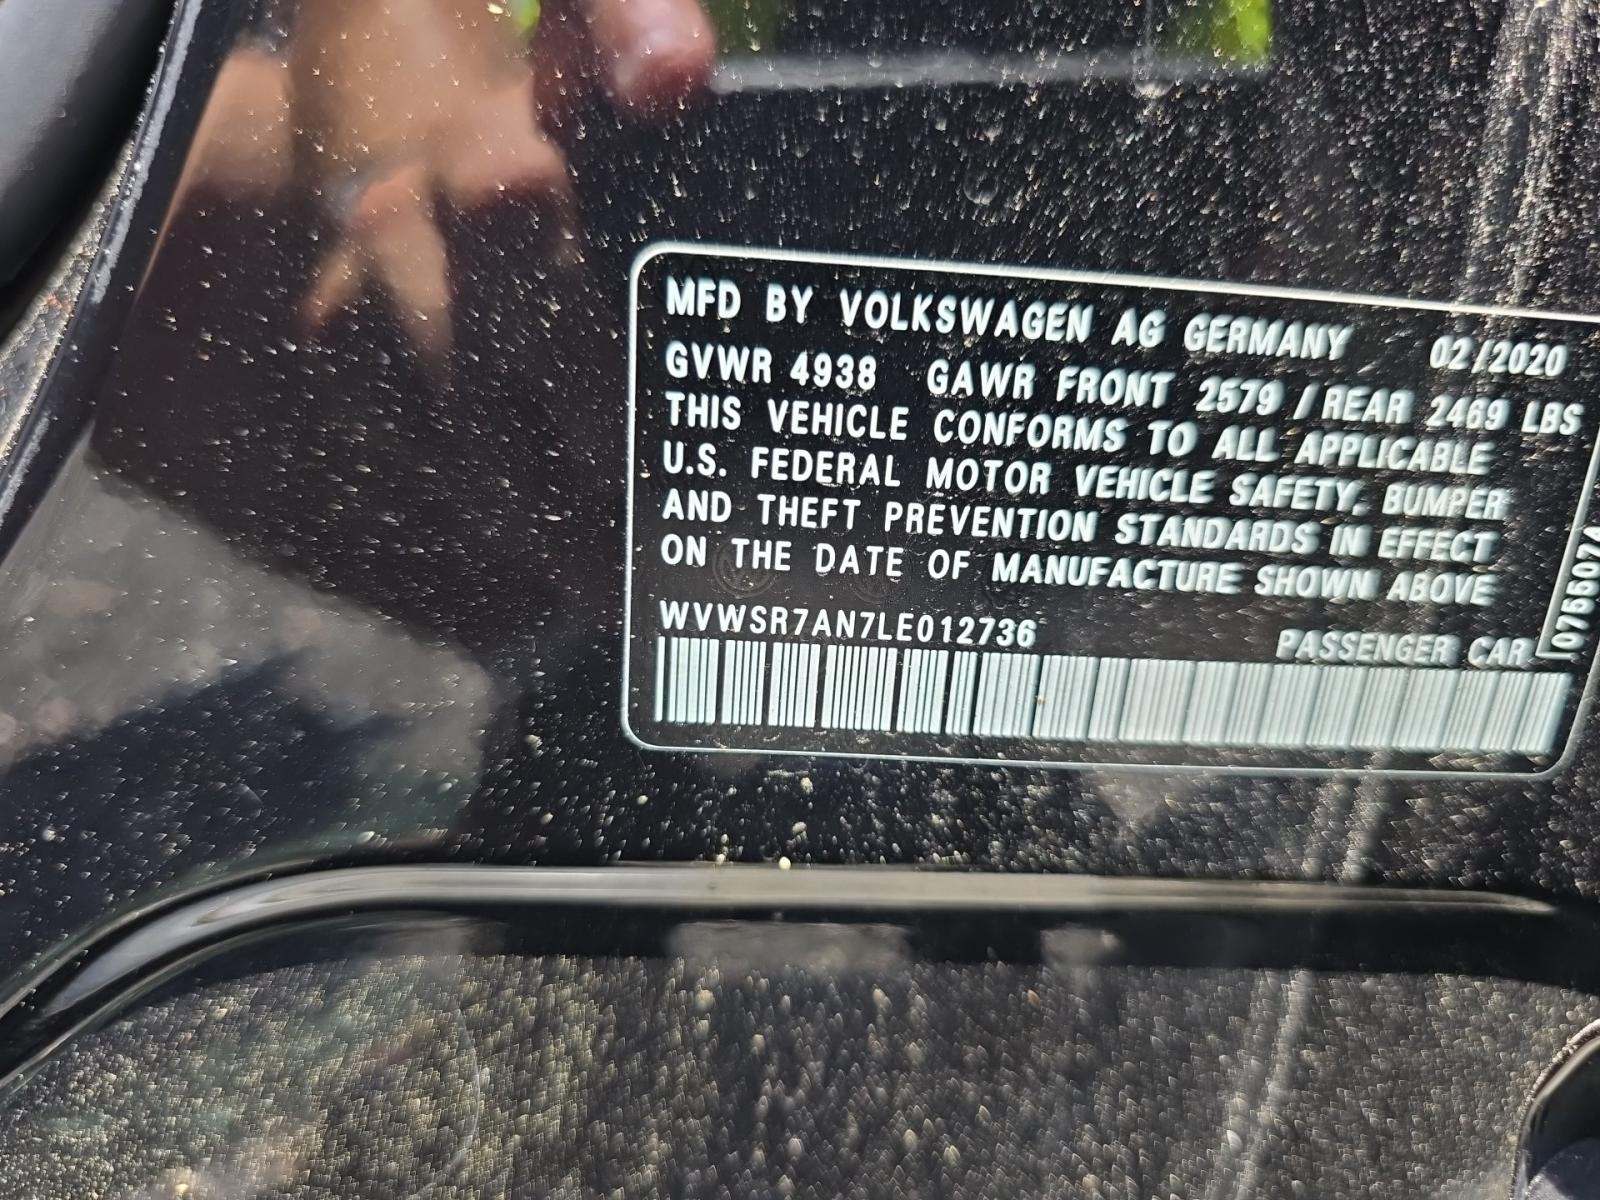 MFD BY VOLKSWAGEN AG GERMANY 02/2020
GVWR 4938 GAWR FRONT 2579 / REAR 2469 LBS
THIS VEHICLE CONFORMS TO ALL APPLICABLE
U.S. FEDERAL MOTOR VEHICLE SAFETY, BUMPER
AND THEFT PREVENTION STANDARDS IN EFFECT
ON THE DATE OF MANUFACTURE SHOWN ABOVE
WVWSR7AN7LE012736
PASSENGER CAR